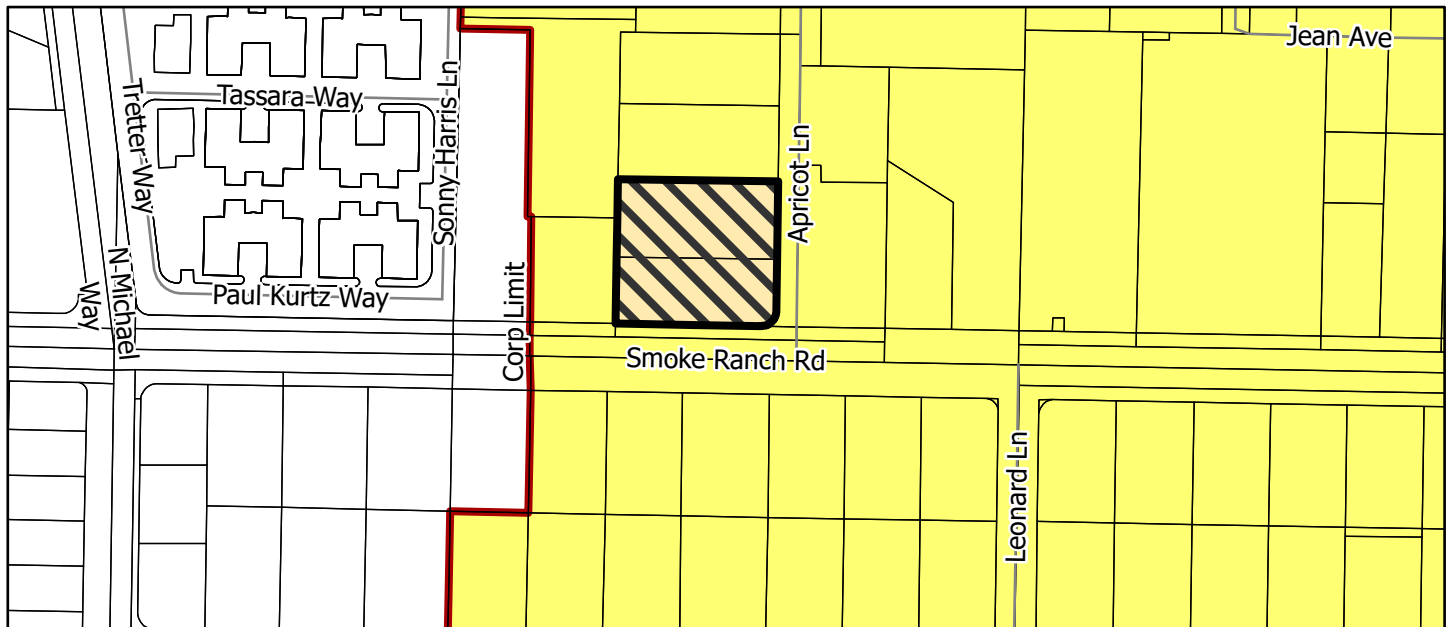 Jean Ave
Tassara Way
Tretter Way
Sonny Harris Ln
Apricot Ln
N Michael
Way
Paul Kurtz Way
Corp Limit
Smoke Ranch Rd
Leonard Ln